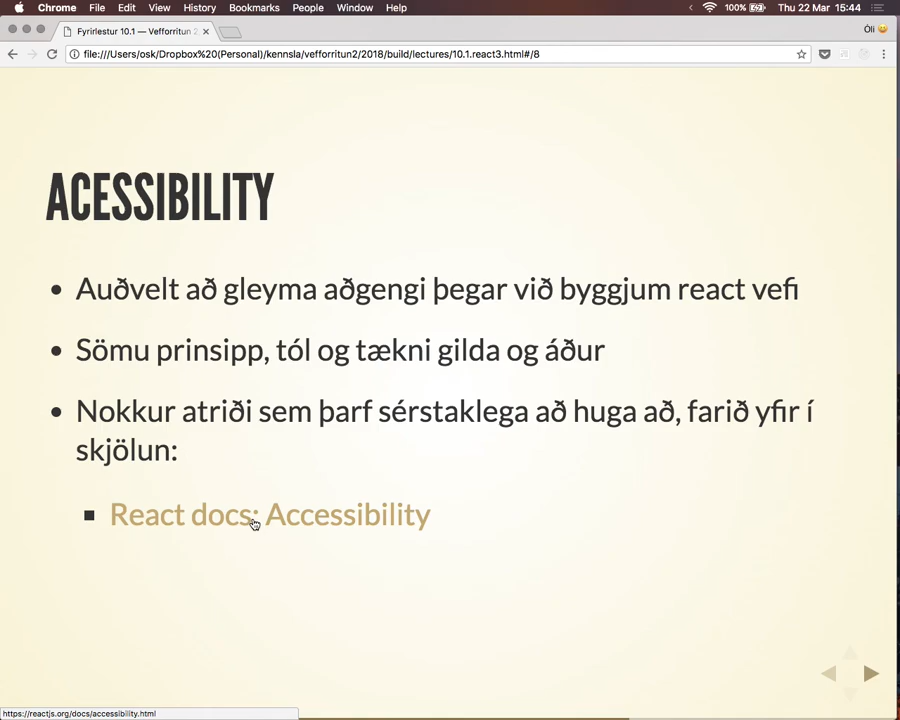 Chrome File Edit View History Bookmarks People Window Help 100% Thu 22 Mar 15:44
Fyrirlestur 10.1 — Vefforritun 2 Óli
file:///Users/osk/Dropbox%20(Personal)/kennsla/vefforritun2/2018/build/lectures/10.1.react3.html#/8
ACESSIBILITY
• Auðvelt að gleyma aðgengi þegar við byggjum react vefi
• Sömu prinsipp, tól og tækni gilda og áður
• Nokkur atriði sem þarf sérstaklega að huga að, farið yfir í
skjölun:
▪ React docs: Accessibility
https://reactjs.org/docs/accessibility.html